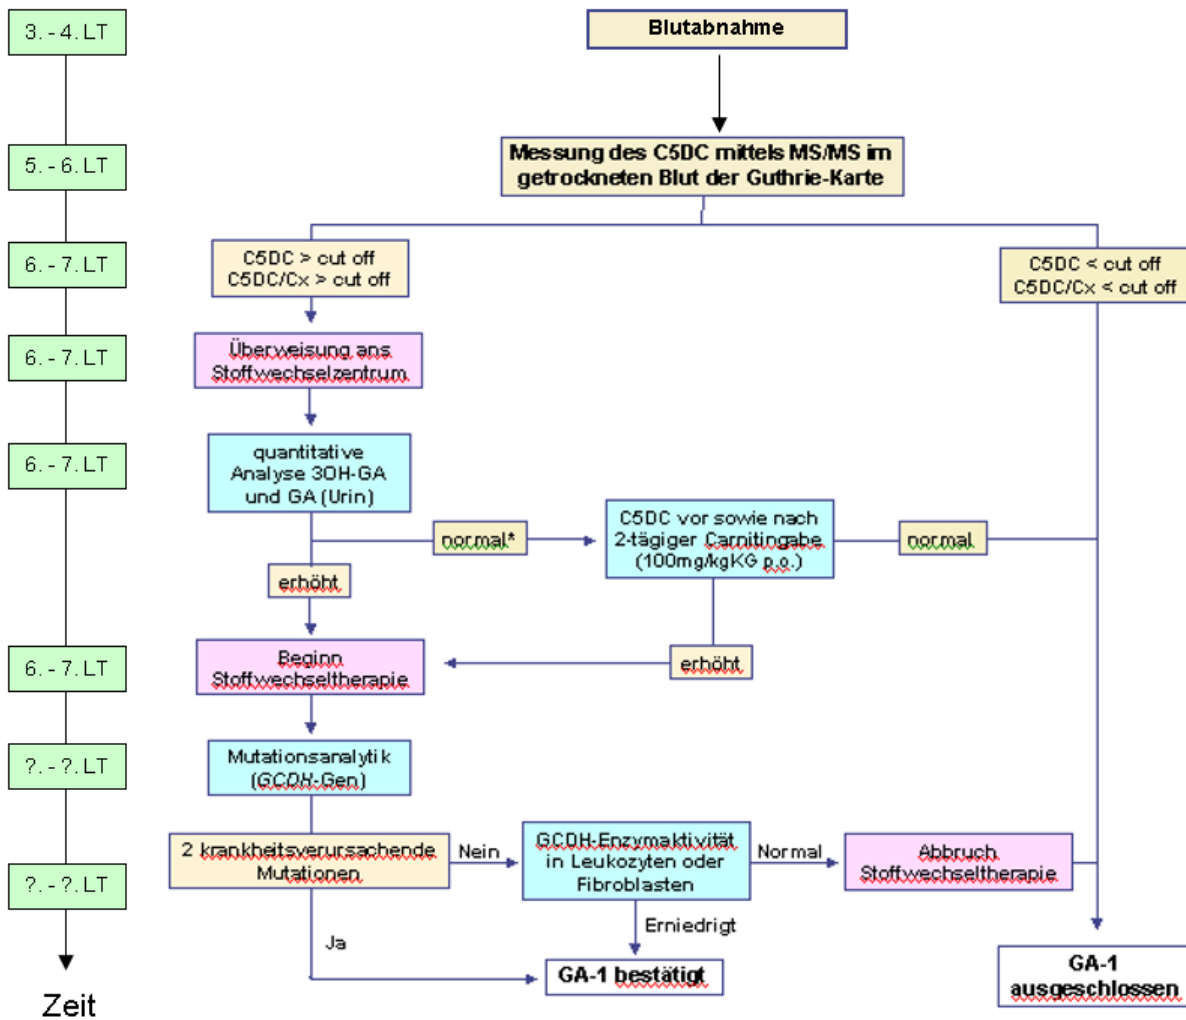 3. - 4. LT
Blutabnahme
5. - 6. LT
Messung des C5DC mittels MS/MS im
getrockneten Blut der Guthrie-Karte
6. - 7. LT
C5DC > cut off
C5DC/Cx > cut off
C5DC < cut off
C5DC/Cx < cut off
6. - 7. LT
Überweisung ans
Stoffwechselzentrum
6. - 7. LT
quantitative
Analyse 3OH-GA
und GA (Urin)
normal*
C5DC vor sowie nach
2-tägiger Carnitingabe
(100mg/kgKG p.o.)
normal
erhöht
6. - 7. LT
Beginn
Stoffwechseltherapie
erhöht
?. - ?. LT
Mutationsanalytik
(GCDH-Gen)
?. - ?. LT
2 krankheitsverursachende
Mutationen
Nein
GCDH-Enzymaktivität
in Leukozyten oder
Fibroblasten
Normal
Abbruch
Stoffwechseltherapie
Ja
Erniedrigt
GA-1 bestätigt
GA-1
ausgeschlossen
Zeit